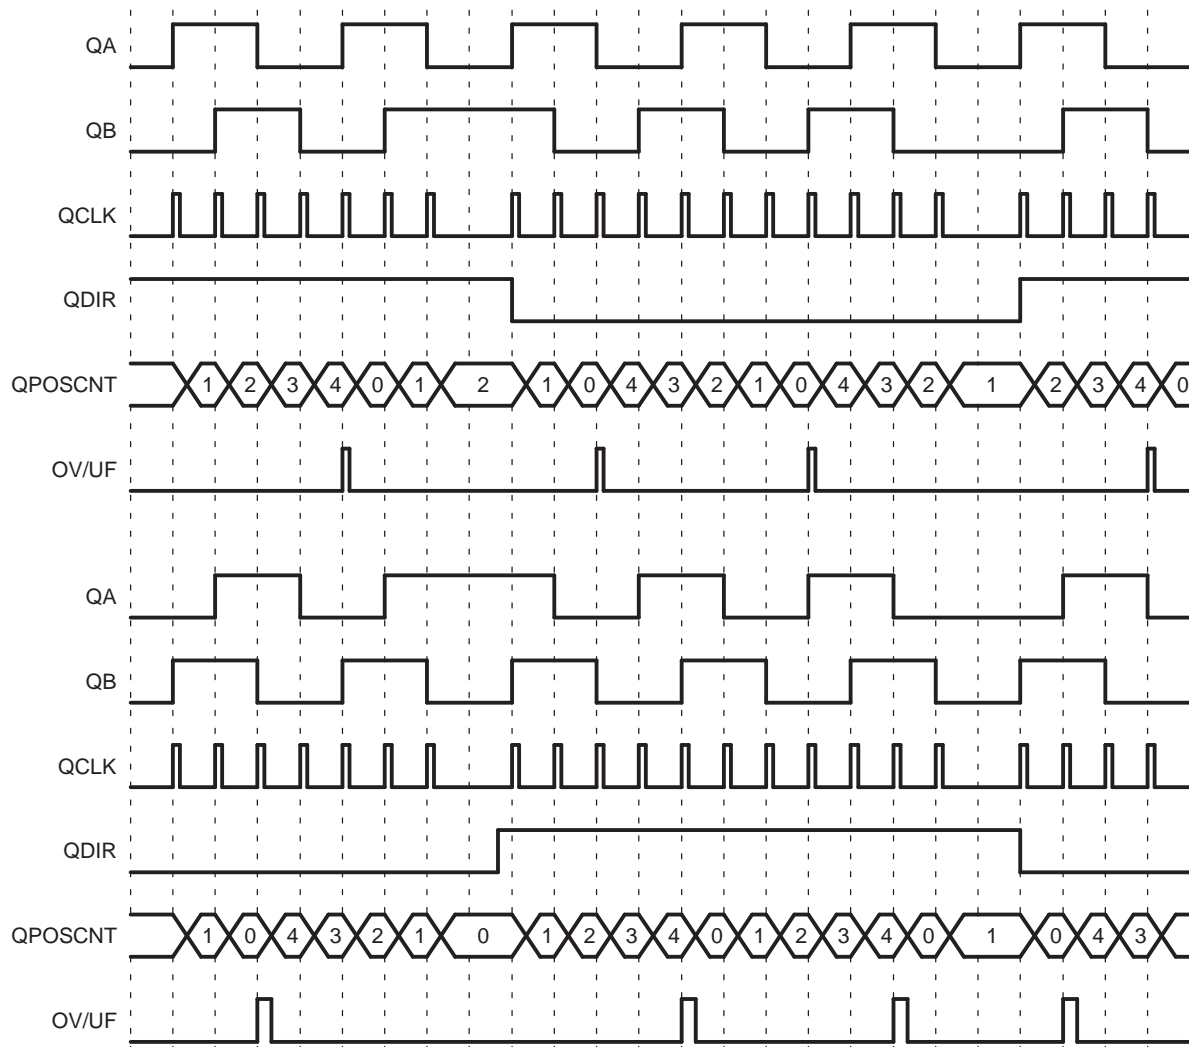 QA
QB
QCLK
QDIR
QPOSCNT 1 2 3 4 0 1 2 1 0 4 3 2 1 0 4 3 2 1 2 3 4 0
OV/UF
QA
QB
QCLK
QDIR
QPOSCNT 1 0 4 3 2 1 0 1 2 3 4 0 1 2 3 4 0 1 0 4 3
OV/UF